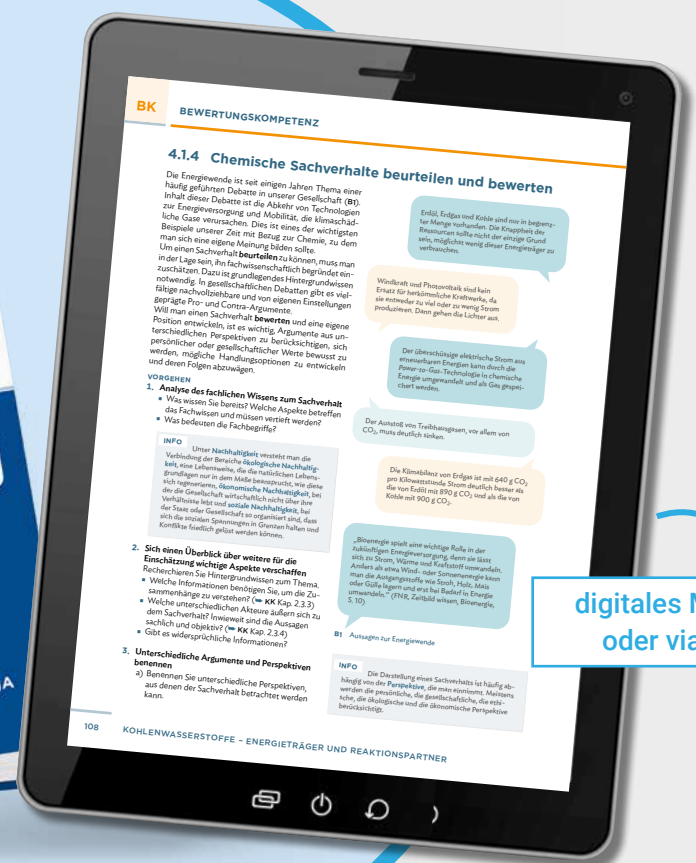 BK
BEWERTUNGSKOMPETENZ
4.1.4 Chemische Sachverhalte beurteilen und bewerten
Die Energiewende ist seit einigen Jahren Thema einer
häufig geführten Debatte in unserer Gesellschaft (B1).
Inhalt dieser Debatte ist die Abkehr von Technologien
zur Energieversorgung und Mobilität, die klimaschäd-
liche Gase verursachen. Dies ist eines der wichtigsten
Beispiele unserer Zeit mit Bezug zur Chemie, zu dem
man sich eine eigene Meinung bilden sollte.
Um einen Sachverhalt beurteilen zu können, muss man
in der Lage sein, ihn fachwissenschaftlich begründet ein-
zuschätzen. Dazu ist grundlegendes Hintergrundwissen
notwendig. In gesellschaftlichen Debatten gibt es viel-
fältige nachvollziehbare und von eigenen Einstellungen
geprägte Pro- und Contra-Argumente.
Will man einen Sachverhalt bewerten und eine eigene
Position entwickeln, ist es wichtig, Argumente aus un-
terschiedlichen Perspektiven zu berücksichtigen, sich
persönlicher oder gesellschaftlicher Werte bewusst zu
werden, mögliche Handlungsoptionen zu entwickeln
und deren Folgen abzuwägen.
VORGEHEN
1. Analyse des fachlichen Wissens zum Sachverhalt
▪ Was wissen Sie bereits? Welche Aspekte betreffen
das Fachwissen und müssen vertieft werden?
▪ Was bedeuten die Fachbegriffe?
INFO Unter Nachhaltigkeit versteht man die
Verbindung der Bereiche ökologische Nachhaltig-
keit, eine Lebensweise, die die natürlichen Lebens-
grundlagen nur in dem Maße beansprucht, wie diese
sich regenerieren, ökonomische Nachhaltigkeit, bei
der die Gesellschaft wirtschaftlich nicht über ihre
Verhältnisse lebt und soziale Nachhaltigkeit, bei
der Staat oder Gesellschaft so organisiert sind, dass
sich die sozialen Spannungen in Grenzen halten und
Konflikte friedlich gelöst werden können.
2. Sich einen Überblick über weitere für die
Einschätzung wichtige Aspekte verschaffen
Recherchieren Sie Hintergrundwissen zum Thema.
▪ Welche Informationen benötigen Sie, um die Zu-
sammenhänge zu verstehen? (➥ KK Kap. 2.3.3)
▪ Welche unterschiedlichen Akteure äußern sich zu
dem Sachverhalt? Inwieweit sind die Aussagen
sachlich und objektiv? (➥ KK Kap. 2.3.4)
▪ Gibt es widersprüchliche Informationen?
3. Unterschiedliche Argumente und Perspektiven
benennen
a) Benennen Sie unterschiedliche Perspektiven,
aus denen der Sachverhalt betrachtet werden
kann.
Erdöl, Erdgas und Kohle sind nur in begrenz-
ter Menge vorhanden. Die Knappheit der
Ressourcen sollte nicht der einzige Grund
sein, möglichst wenig dieser Energieträger zu
verbrauchen.
Windkraft und Photovoltaik sind kein
Ersatz für herkömmliche Kraftwerke, da
sie entweder zu viel oder zu wenig Strom
produzieren. Dann gehen die Lichter aus.
Der überschüssige elektrische Strom aus
erneuerbaren Energien kann durch die
Power-to-Gas-Technologie in chemische
Energie umgewandelt und als Gas gespei-
chert werden.
Der Ausstoß von Treibhausgasen, vor allem von
CO₂, muss deutlich sinken.
Die Klimabilanz von Erdgas ist mit 640 g CO₂
pro Kilowattstunde Strom deutlich besser als
die von Erdöl mit 890 g CO₂ und als die von
Kohle mit 900 g CO₂.
„Bioenergie spielt eine wichtige Rolle in der
zukünftigen Energieversorgung, denn sie lässt
sich zu Strom, Wärme und Kraftstoff umwandeln.
Anders als etwa Wind- oder Sonnenenergie kann
man die Ausgangsstoffe wie Stroh, Holz, Mais
oder Gülle lagern und erst bei Bedarf in Energie
umwandeln." (FNR, Zeitbild wissen, Bioenergie,
S. 10)
B1 Aussagen zur Energiewende
INFO Die Darstellung eines Sachverhalts ist häufig ab-
hängig von der Perspektive, die man einnimmt. Meistens
werden die persönliche, die gesellschaftliche, die ethi-
sche, die ökologische und die ökonomische Perspektive
berücksichtigt.
108 KOHLENWASSERSTOFFE – ENERGIETRÄGER UND REAKTIONSPARTNER
digitales M
oder via
JA